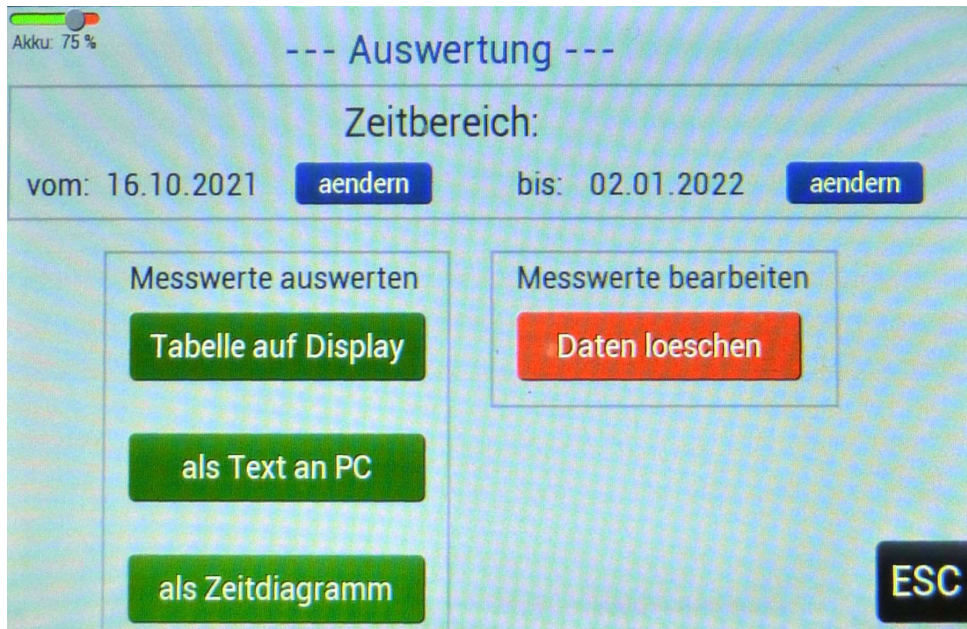 Akku: 75 %
--- Auswertung ---
Zeitbereich:
vom: 16.10.2021 aendern bis: 02.01.2022 aendern
Messwerte auswerten
Tabelle auf Display
als Text an PC
als Zeitdiagramm
Messwerte bearbeiten
Daten loeschen
ESC